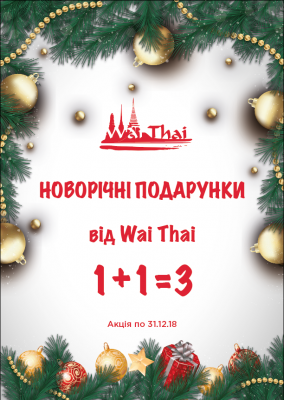 Wai Thai
НОВОРІЧНІ ПОДАРУНКИ
від Wai Thai
1+1=3
Акція по 31.12.18